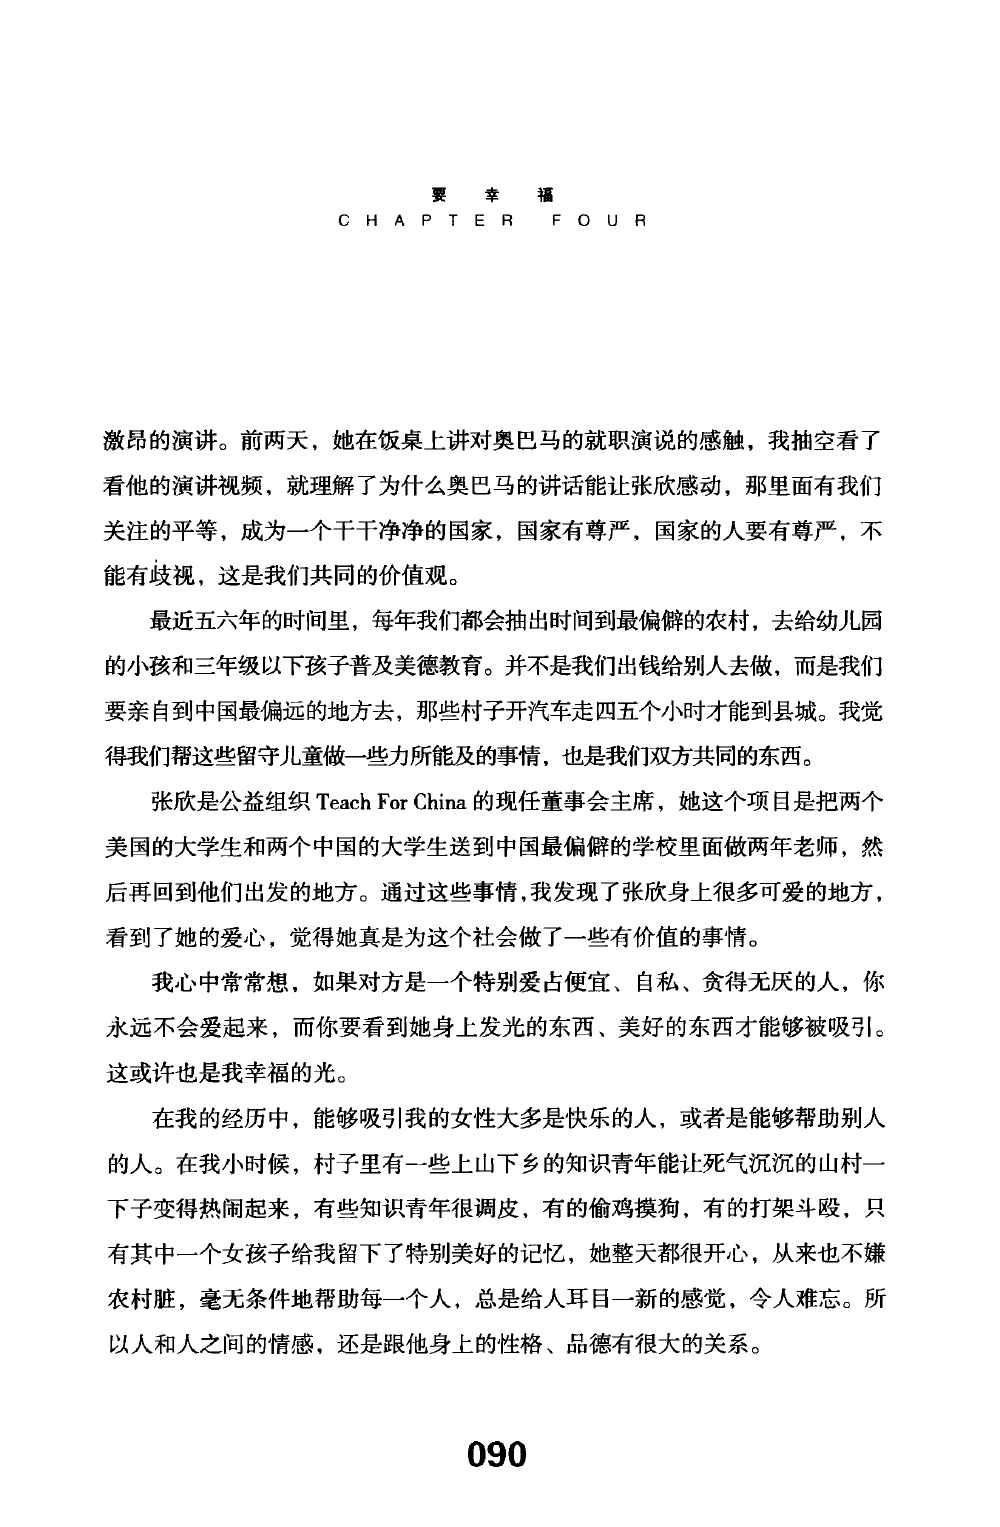 要 幸 福
CHAPTER FOUR
激昂的演讲。前两天，她在饭桌上讲对奥巴马的就职演说的感触，我抽空看了
看他的演讲视频，就理解了为什么奥巴马的讲话能让张欣感动，那里面有我们
关注的平等，成为一个干干净净的国家，国家有尊严，国家的人要有尊严，不
能有歧视，这是我们共同的价值观。
最近五六年的时间里，每年我们都会抽出时间到最偏僻的农村，去给幼儿园
的小孩和三年级以下孩子普及美德教育。并不是我们出钱给别人去做，而是我们
要亲自到中国最偏远的地方去，那些村子开汽车走四五个小时才能到县城。我觉
得我们帮这些留守儿童做一些力所能及的事情，也是我们双方共同的东西。
张欣是公益组织 Teach For China 的现任董事会主席，她这个项目是把两个
美国的大学生和两个中国的大学生送到中国最偏僻的学校里面做两年老师，然
后再回到他们出发的地方。通过这些事情，我发现了张欣身上很多可爱的地方，
看到了她的爱心，觉得她真是为这个社会做了一些有价值的事情。
我心中常常想，如果对方是一个特别爱占便宜、自私、贪得无厌的人，你
永远不会爱起来，而你要看到她身上发光的东西、美好的东西才能够被吸引。
这或许也是我幸福的光。
在我的经历中，能够吸引我的女性大多是快乐的人，或者是能够帮助别人
的人。在我小时候，村子里有一些上山下乡的知识青年能让死气沉沉的山村一
下子变得热闹起来，有些知识青年很调皮，有的偷鸡摸狗，有的打架斗殴，只
有其中一个女孩子给我留下了特别美好的记忆，她整天都很开心，从来也不嫌
农村脏，毫无条件地帮助每一个人，总是给人耳目一新的感觉，令人难忘。所
以人和人之间的情感，还是跟他身上的性格、品德有很大的关系。
090